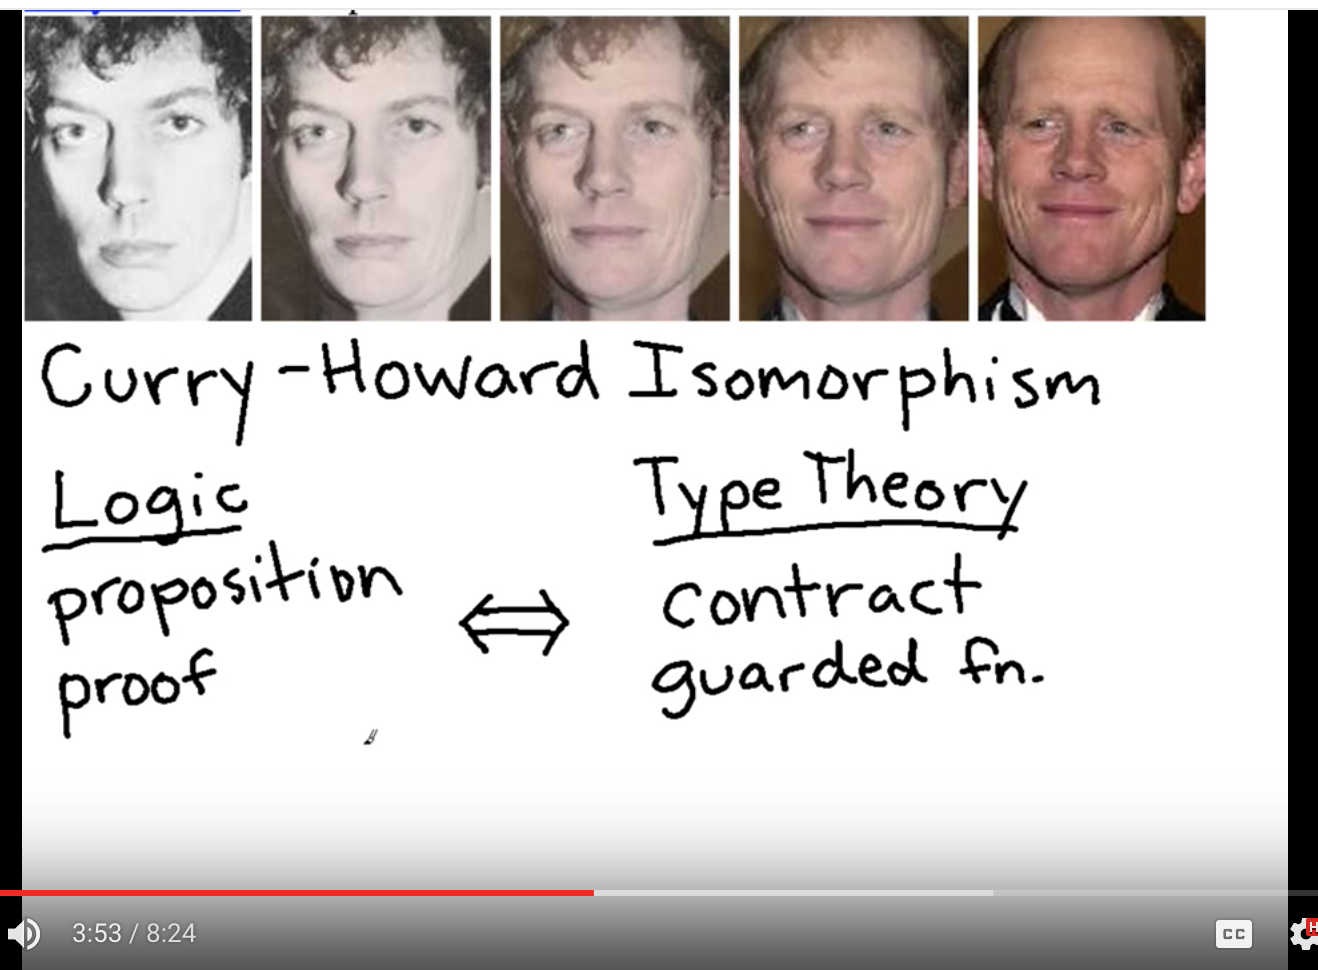 Curry-Howard Isomorphism
Logic Type Theory
proposition ⇔ contract
proof guarded fn.
3:53 / 8:24 CC
H